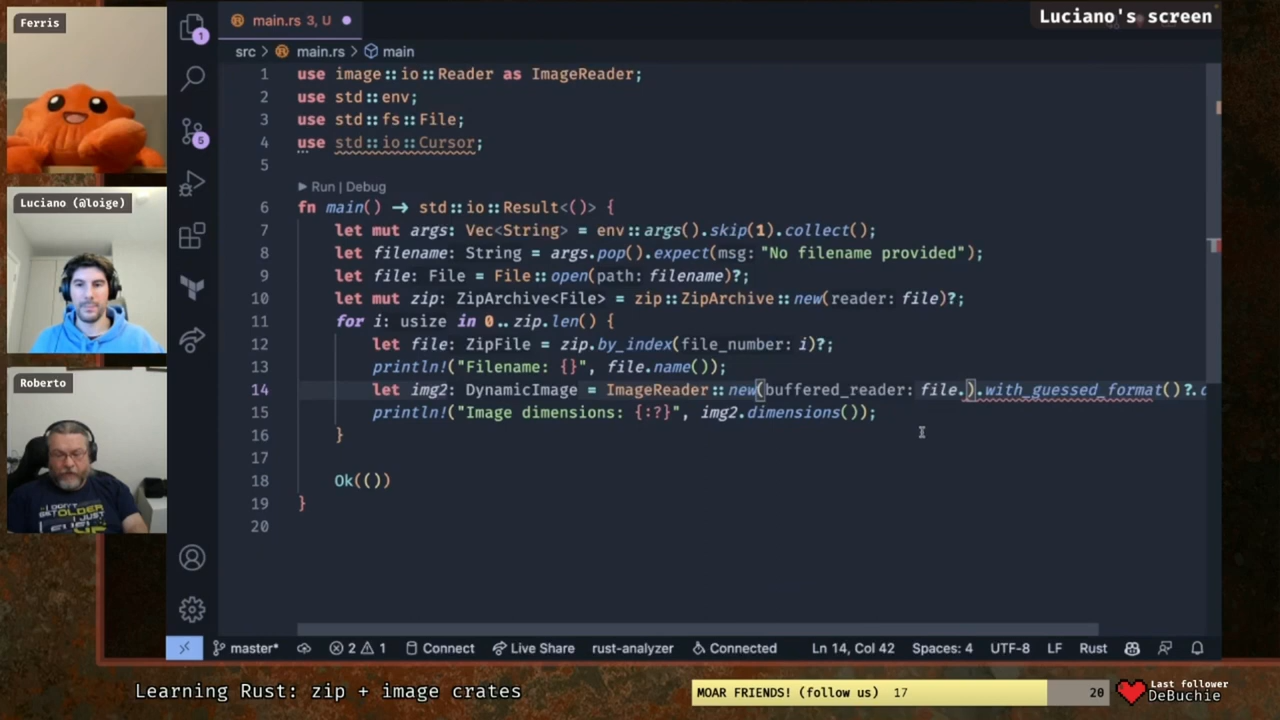 Ferris
Luciano (@loige)
Roberto
1
5
main.rs 3, U
Luciano's screen
src > main.rs > main
1 use image::io::Reader as ImageReader;
2 use std::env;
3 use std::fs::File;
4 use std::io::Cursor;
5
Run | Debug
6 fn main() → std::io::Result<()> {
7 let mut args: Vec<String> = env::args().skip(1).collect();
8 let filename: String = args.pop().expect(msg: "No filename provided");
9 let file: File = File::open(path: filename)?;
10 let mut zip: ZipArchive<File> = zip::ZipArchive::new(reader: file)?;
11 for i: usize in 0..zip.len() {
12 let file: ZipFile = zip.by_index(file_number: i)?;
13 println!("Filename: {}", file.name());
14 let img2: DynamicImage = ImageReader::new(buffered_reader: file.).with_guessed_format()?.
15 println!("Image dimensions: {:?}", img2.dimensions());
16 }
17
18 Ok(())
19 }
20
master* 2 1 Connect Live Share rust-analyzer Connected Ln 14, Col 42 Spaces: 4 UTF-8 LF Rust
Learning Rust: zip + image crates
MOAR FRIENDS! (follow us) 17 20
Last follower
DeBuchie